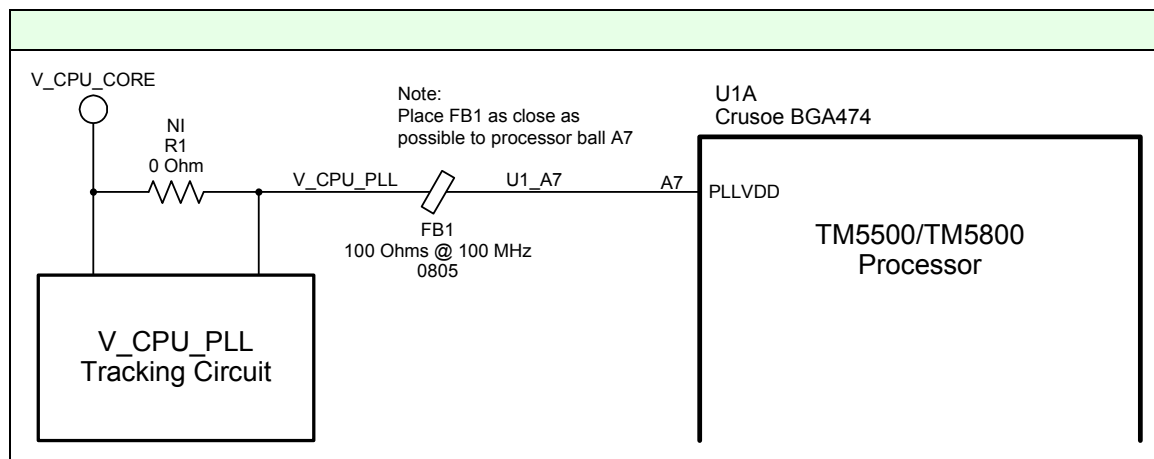 V_CPU_CORE
NI
R1
0 Ohm
Note:
Place FB1 as close as
possible to processor ball A7
U1A
Crusoe BGA474
V_CPU_PLL
U1_A7
A7
PLLVDD
FB1
100 Ohms @ 100 MHz
0805
TM5500/TM5800
Processor
V_CPU_PLL
Tracking Circuit